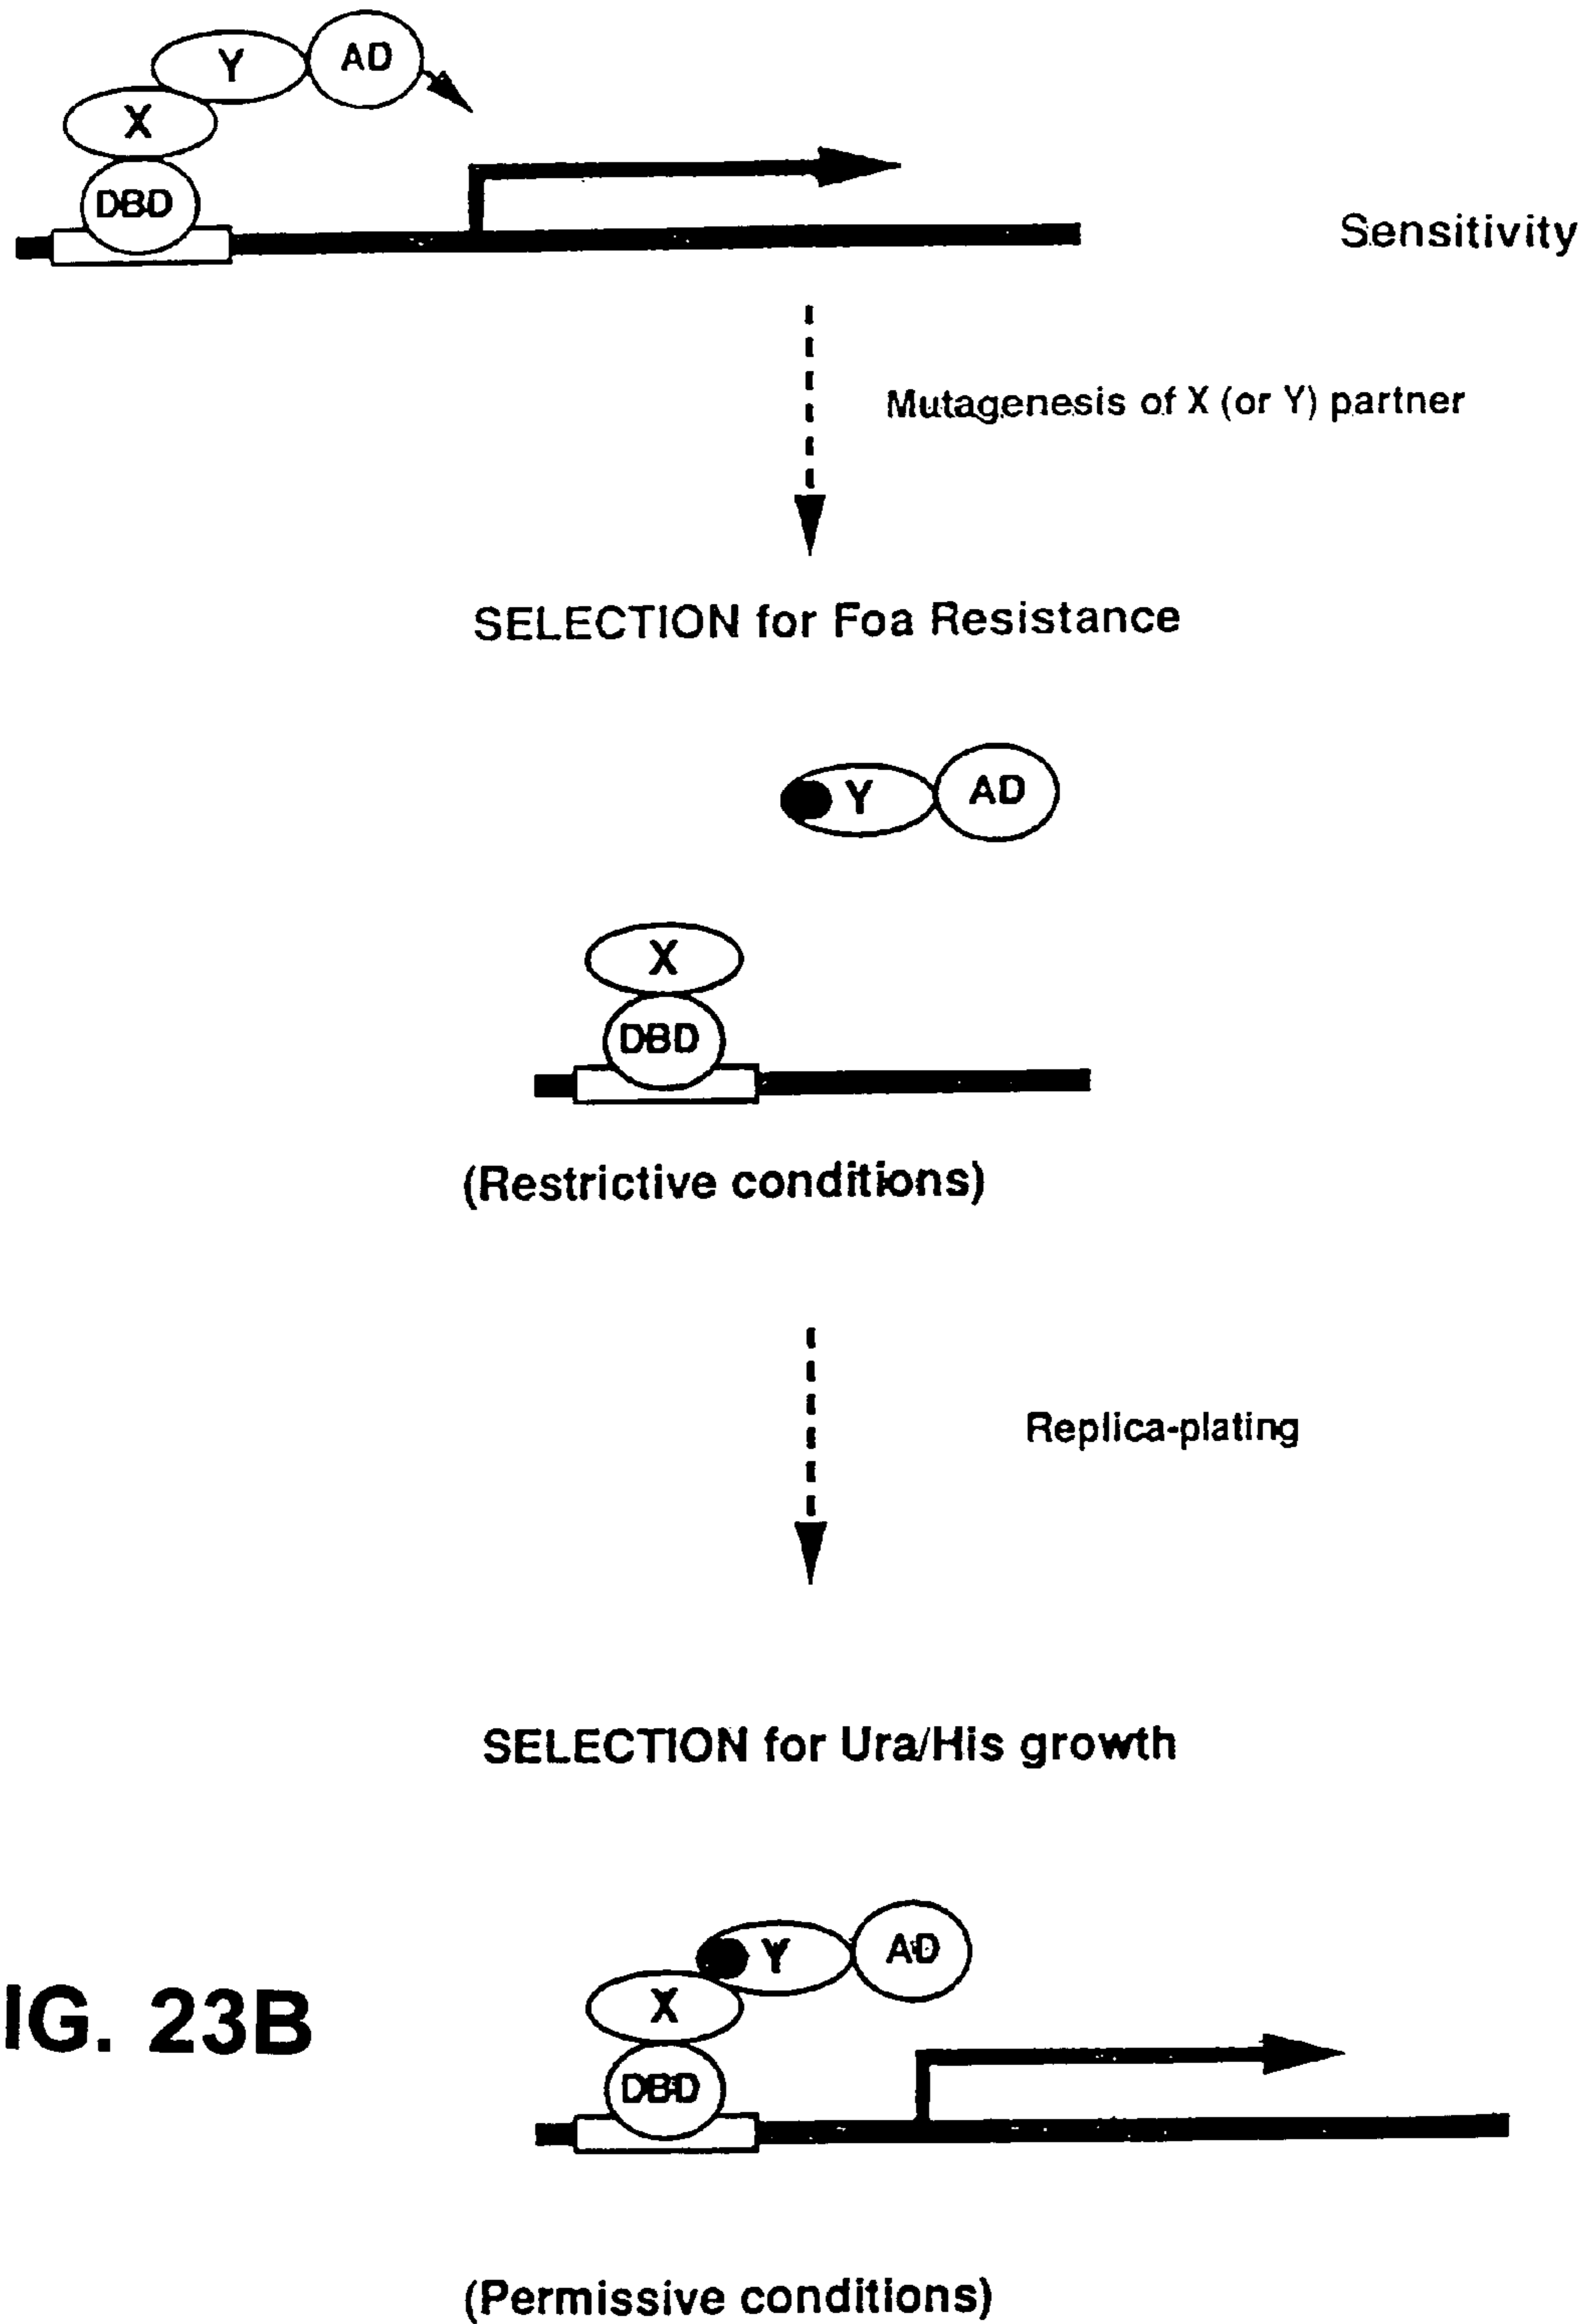 Y AD
X
DBD
Sensitivity
Mutagenesis of X (or Y) partner
SELECTION for Foa Resistance
Y AD
X
DBD
(Restrictive conditions)
Replica-plating
SELECTION for Ura/His growth
Y AD
X
IG. 23B
DBD
(Permissive conditions)